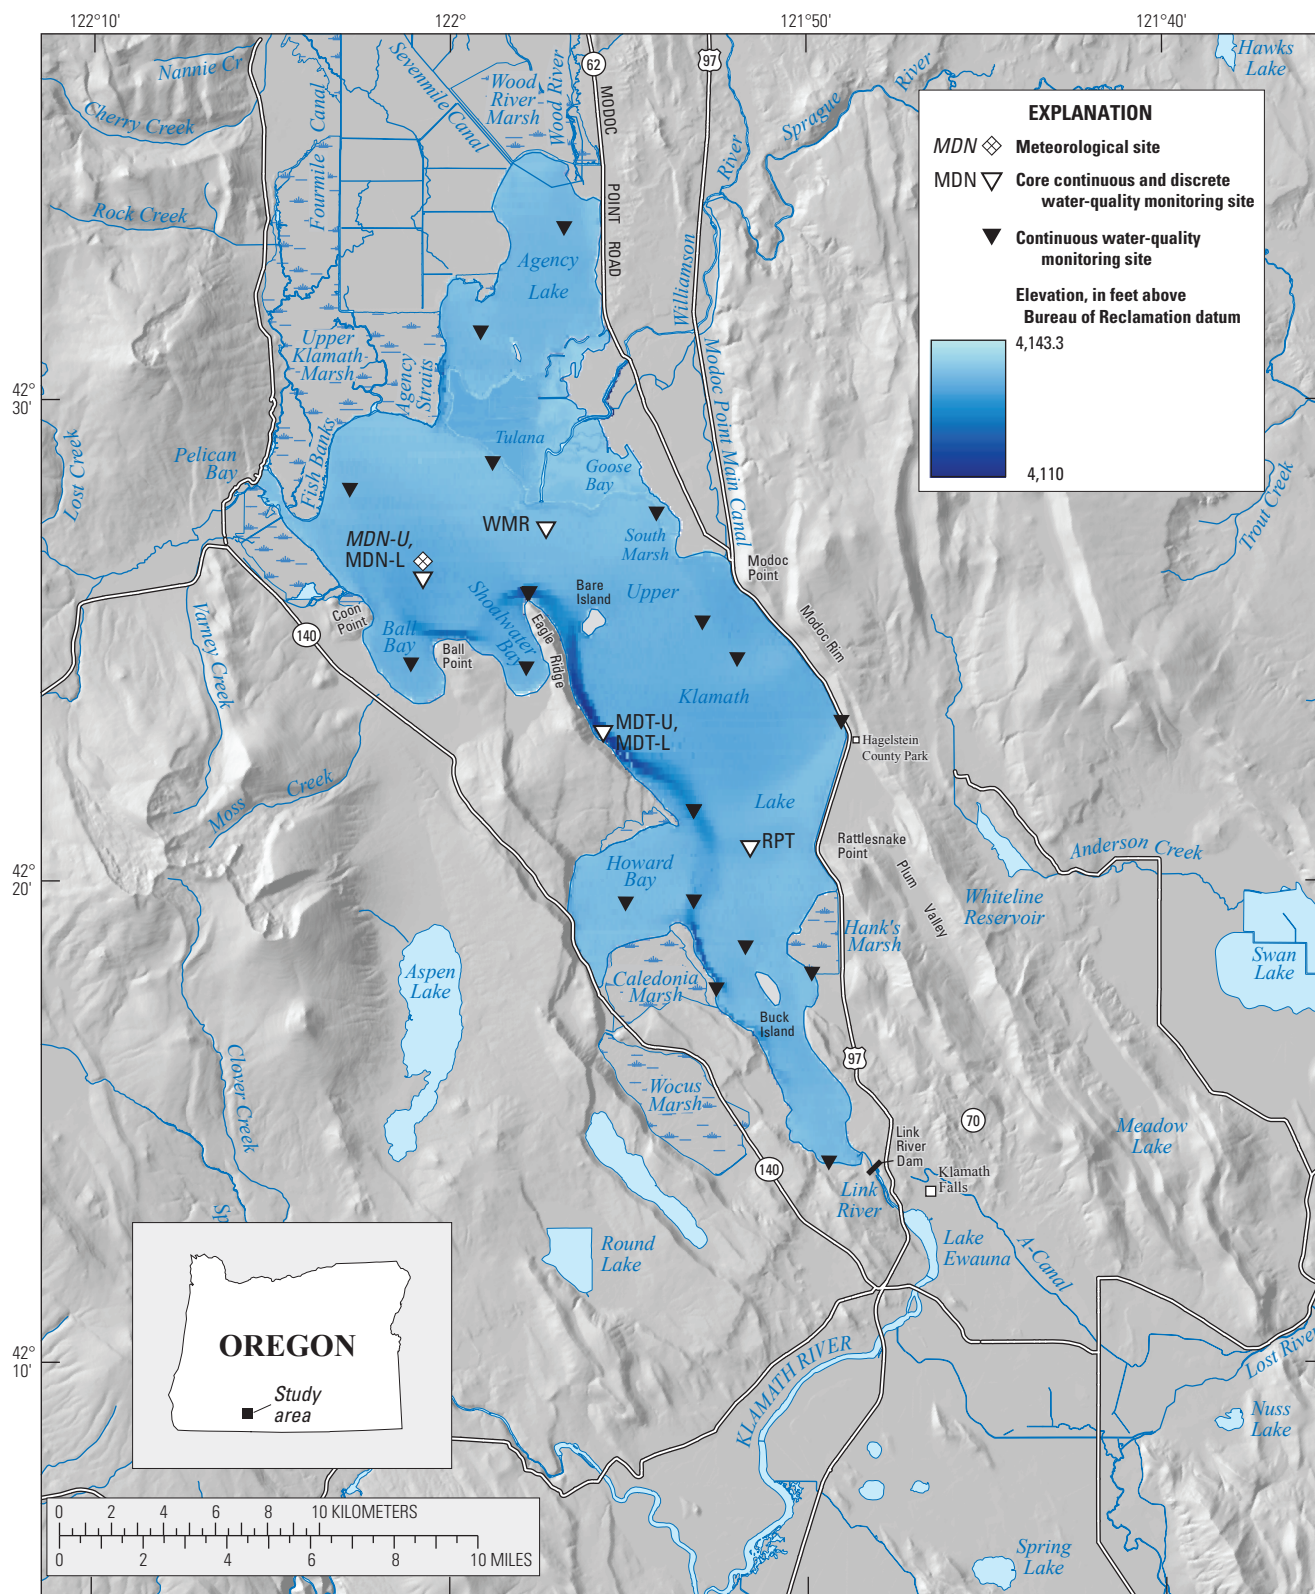 122°10'
122°
121°50'
121°40'
Nannie Cr
Cherry Creek
Rock Creek
Fourmile Canal
Sevenmile Canal
Wood
River
Marsh
Wood River
62
97
MODOC POINT ROAD
Sprague River
Hawks
Lake
Williamson River
Agency
Lake
EXPLANATION
MDN Meteorological site
MDN Core continuous and discrete
water-quality monitoring site
Continuous water-quality
monitoring site
Elevation, in feet above
Bureau of Reclamation datum
4,143.3
4,110
Upper
Klamath
Marsh
Agency
Straits
Modoc Point Main Canal
42°
30'
Lost Creek
Pelican
Bay
Fish Banks
Tulana
Goose
Bay
South
Marsh
Trout Creek
WMR
MDN-U,
MDN-L
Modoc
Point
Modoc Rim
Upper
Bare
Island
Shoalwater
Bay
Eagle Ridge
Coon
Point
Ball
Bay
Ball
Point
140
Varney Creek
Klamath
MDT-U,
MDT-L
Hagelstein
County Park
Moss Creek
Lake
RPT
Rattlesnake
Point
Plum Valley
Anderson Creek
Whiteline
Reservoir
42°
20'
Howard
Bay
Hank's
Marsh
Swan
Lake
Aspen
Lake
Caledonia
Marsh
Buck
Island
97
Clover Creek
Wocus
Marsh
70
Meadow
Lake
Link
River
Dam
140
Klamath
Falls
Link
River
Sp
Round
Lake
Lake
Ewauna
A-Canal
OREGON
Study
area
42°
10'
KLAMATH RIVER
Lost River
Nuss
Lake
Spring
Lake
0 2 4 6 8 10 KILOMETERS
0 2 4 6 8 10 MILES